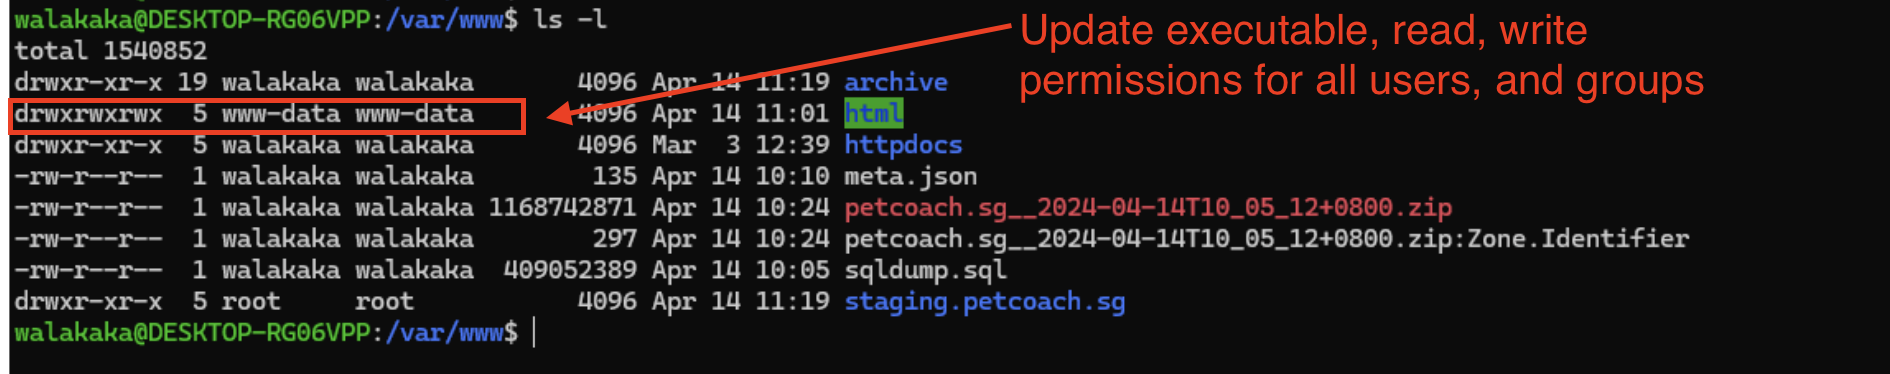 walakaka@DESKTOP-RG06VPP:/var/www$ ls -l
Update executable, read, write
permissions for all users, and groups
total 1540852
drwxr-xr-x 19 walakaka walakaka       4096 Apr 14 11:19 archive
drwxrwxrwx  5 www-data www-data       4096 Apr 14 11:01 html
drwxr-xr-x  5 walakaka walakaka       4096 Mar  3 12:39 httpdocs
-rw-r--r--  1 walakaka walakaka        135 Apr 14 10:10 meta.json
-rw-r--r--  1 walakaka walakaka 1168742871 Apr 14 10:24 petcoach.sg__2024-04-14T10_05_12+0800.zip
-rw-r--r--  1 walakaka walakaka        297 Apr 14 10:24 petcoach.sg__2024-04-14T10_05_12+0800.zip:Zone.Identifier
-rw-r--r--  1 walakaka walakaka  409052389 Apr 14 10:05 sqldump.sql
drwxr-xr-x  5 root     root           4096 Apr 14 11:19 staging.petcoach.sg
walakaka@DESKTOP-RG06VPP:/var/www$